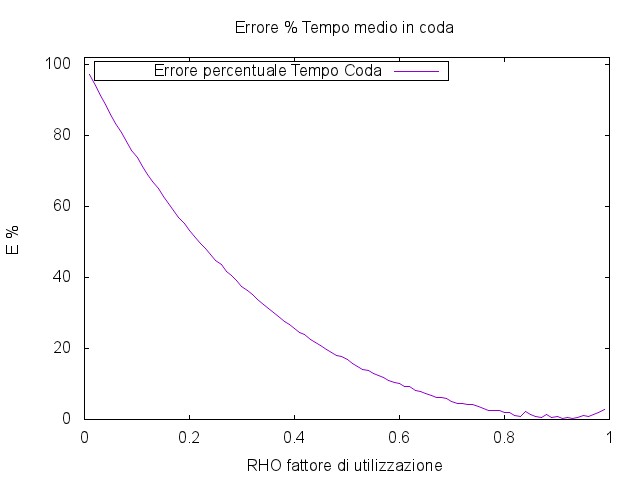 Errore % Tempo medio in coda
Errore percentuale Tempo Coda
100
80
60
40
20
0
E %
0 0.2 0.4 0.6 0.8 1
RHO fattore di utilizzazione